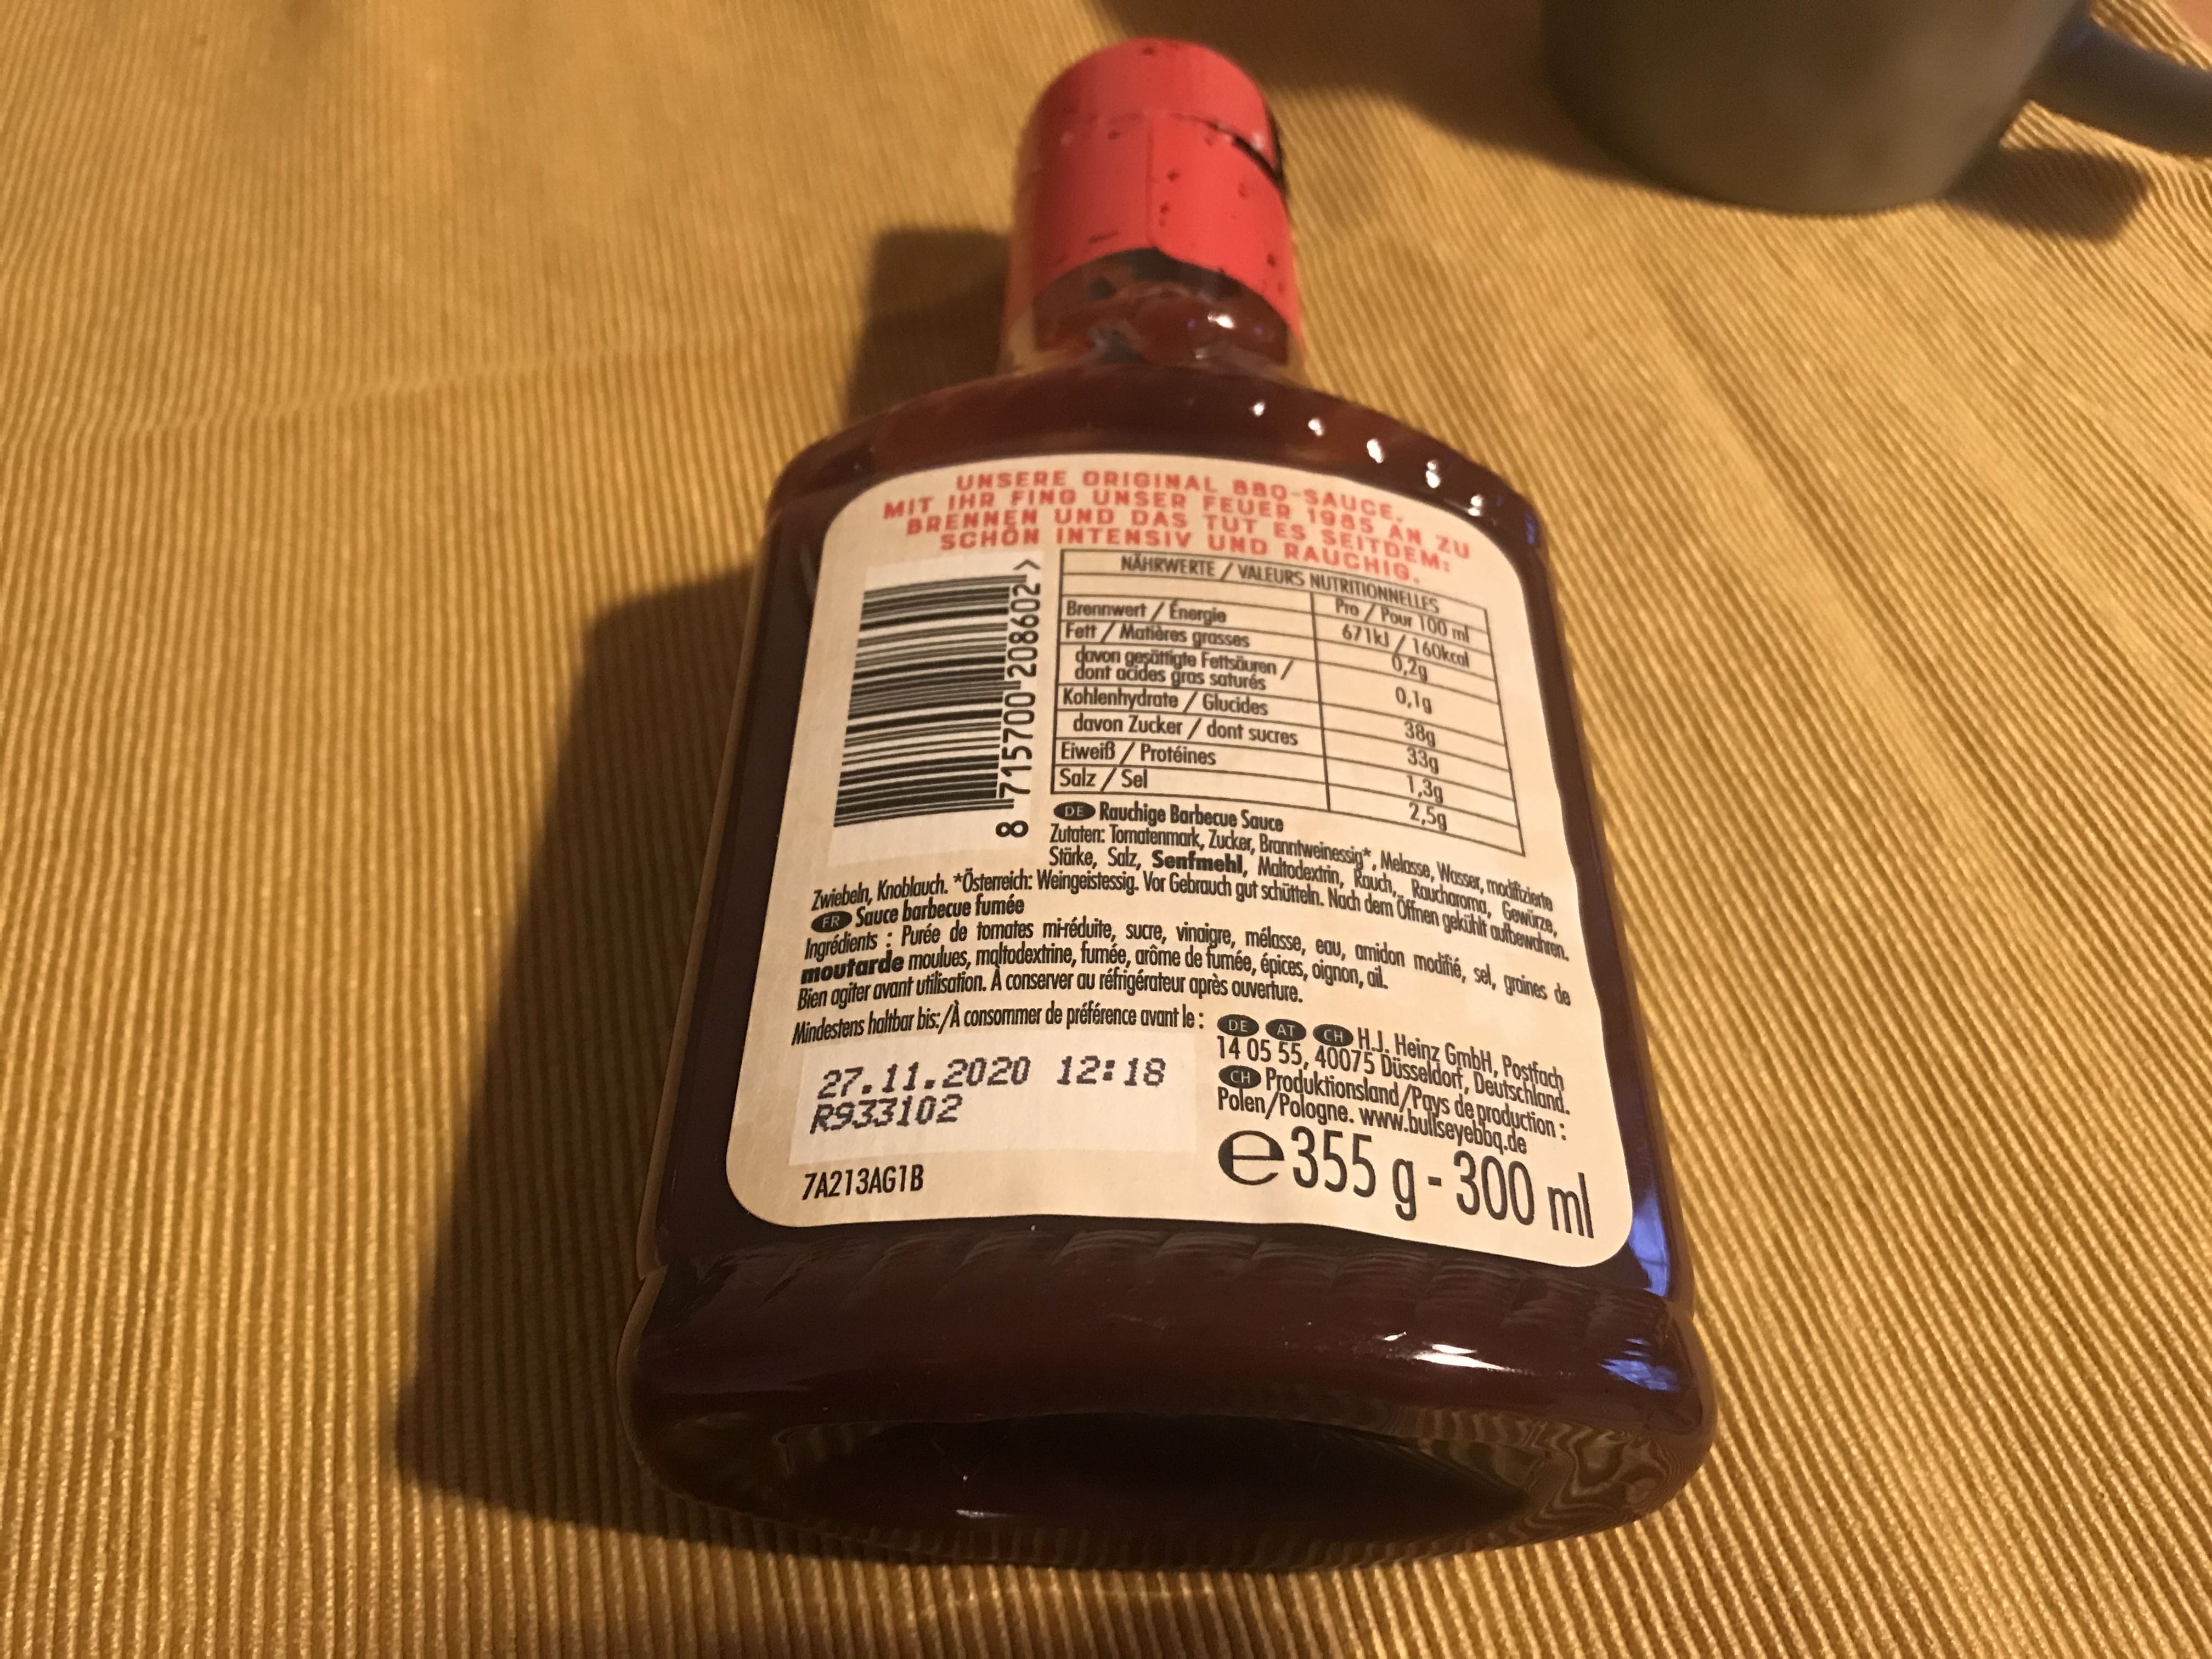 UNSERE ORIGINAL BBQ-SAUCE.
MIT IHR FING UNSER FEUER 1985 AN ZU
BRENNEN UND DAS TUT ES SEITDEM:
SCHÖN INTENSIV UND RAUCHIG.
8 715700 208602 >
NÄHRWERTE / VALEURS NUTRITIONNELLES
Pro / Pour 100 ml
Brennwert / Énergie 671kJ / 160kcal
Fett / Matières grasses 0,2g
davon gesättigte Fettsäuren /
dont acides gras saturés 0,1g
Kohlenhydrate / Glucides 38g
davon Zucker / dont sucres 33g
Eiweiß / Protéines 1,3g
Salz / Sel 2,5g
DE Rauchige Barbecue Sauce
Zutaten: Tomatenmark, Zucker, Branntweinessig*, Melasse, Wasser, modifizierte
Stärke, Salz, Senfmehl, Maltodextrin, Rauch, Raucharoma, Gewürze,
Zwiebeln, Knoblauch. *Österreich: Weingeistessig. Vor Gebrauch gut schütteln. Nach dem Öffnen gekühlt aufbewahren.
FR Sauce barbecue fumée
Ingrédients : Purée de tomates mi-réduite, sucre, vinaigre, mélasse, eau, amidon modifié, sel, graines de
moutarde moulues, maltodextrine, fumée, arôme de fumée, épices, oignon, ail.
Bien agiter avant utilisation. À conserver au réfrigérateur après ouverture.
Mindestens haltbar bis:/À consommer de préférence avant le :
27.11.2020 12:18
R933102
7A213AG1B
DE AT CH H.J. Heinz GmbH, Postfach
14 05 55, 40075 Düsseldorf, Deutschland.
CH Produktionsland/Pays de production :
Polen/Pologne. www.bullseyebbq.de
e 355 g - 300 ml